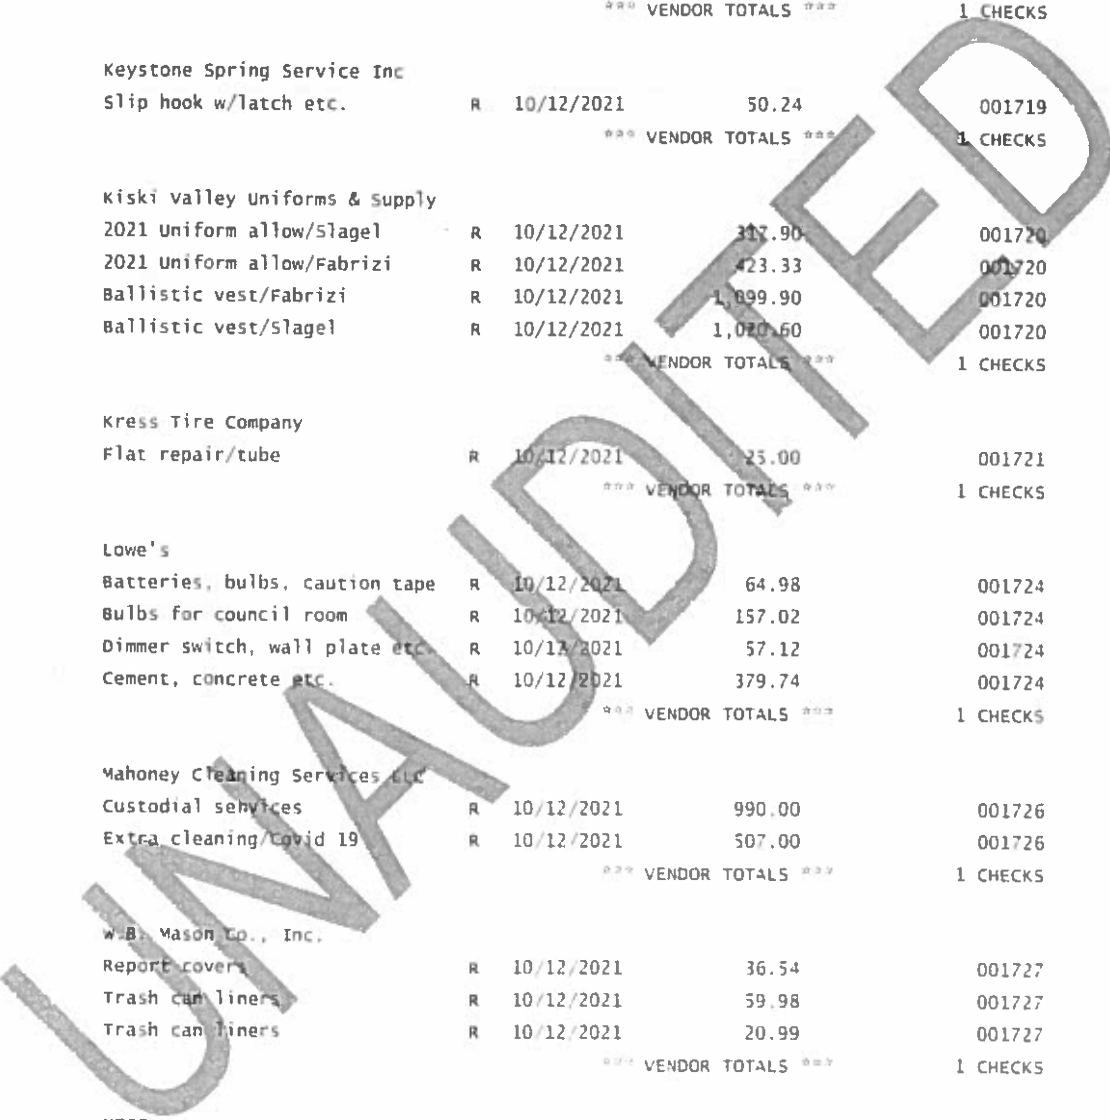 *** VENDOR TOTALS *** 1 CHECKS
Keystone Spring Service Inc
Slip hook w/latch etc. R 10/12/2021 50.24 001719
*** VENDOR TOTALS *** 1 CHECKS
Kiski Valley Uniforms & Supply
2021 Uniform allow/Slagel R 10/12/2021 317.90 001720
2021 Uniform allow/Fabrizi R 10/12/2021 423.33 001720
Ballistic vest/Fabrizi R 10/12/2021 1,099.90 001720
Ballistic vest/Slagel R 10/12/2021 001720
*** VENDOR TOTALS *** 1 CHECKS
Kress Tire Company
Flat repair/tube R 10/12/2021 25.00 001721
*** VENDOR TOTALS *** 1 CHECKS
Lowe's
Batteries, bulbs, caution tape R 10/12/2021 64.98 001724
Bulbs for council room R 10/12/2021 157.02 001724
Dimmer switch, wall plate etc. R 10/12/2021 57.12 001724
Cement, concrete etc. R 10/12/2021 379.74 001724
*** VENDOR TOTALS *** 1 CHECKS
Mahoney Cleaning Services LLC
Custodial services R 10/12/2021 990.00 001726
Extra cleaning/Covid 19 R 10/12/2021 507.00 001726
*** VENDOR TOTALS *** 1 CHECKS
W.B. Mason Co., Inc.
Report covers R 10/12/2021 36.54 001727
Trash can liners R 10/12/2021 59.98 001727
Trash can liners R 10/12/2021 20.99 001727
*** VENDOR TOTALS *** 1 CHECKS
UNAUDITED